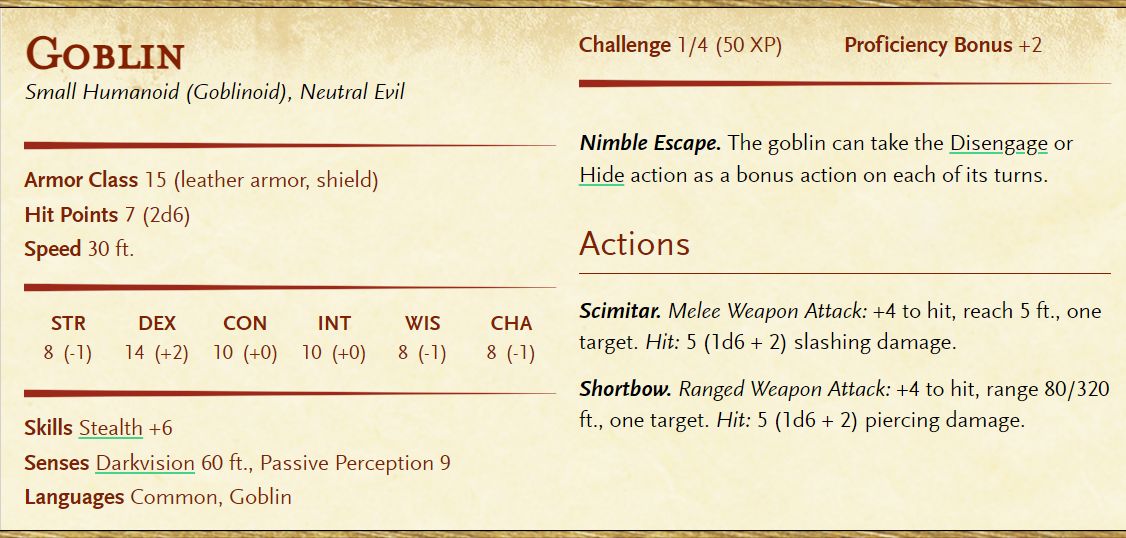 Goblin
Small Humanoid (Goblinoid), Neutral Evil
Armor Class 15 (leather armor, shield)
Hit Points 7 (2d6)
Speed 30 ft.
STR DEX CON INT WIS CHA
8 (-1) 14 (+2) 10 (+0) 10 (+0) 8 (-1) 8 (-1)
Skills Stealth +6
Senses Darkvision 60 ft., Passive Perception 9
Languages Common, Goblin
Challenge 1/4 (50 XP) Proficiency Bonus +2
Nimble Escape. The goblin can take the Disengage or
Hide action as a bonus action on each of its turns.
Actions
Scimitar. Melee Weapon Attack: +4 to hit, reach 5 ft., one
target. Hit: 5 (1d6 + 2) slashing damage.
Shortbow. Ranged Weapon Attack: +4 to hit, range 80/320
ft., one target. Hit: 5 (1d6 + 2) piercing damage.